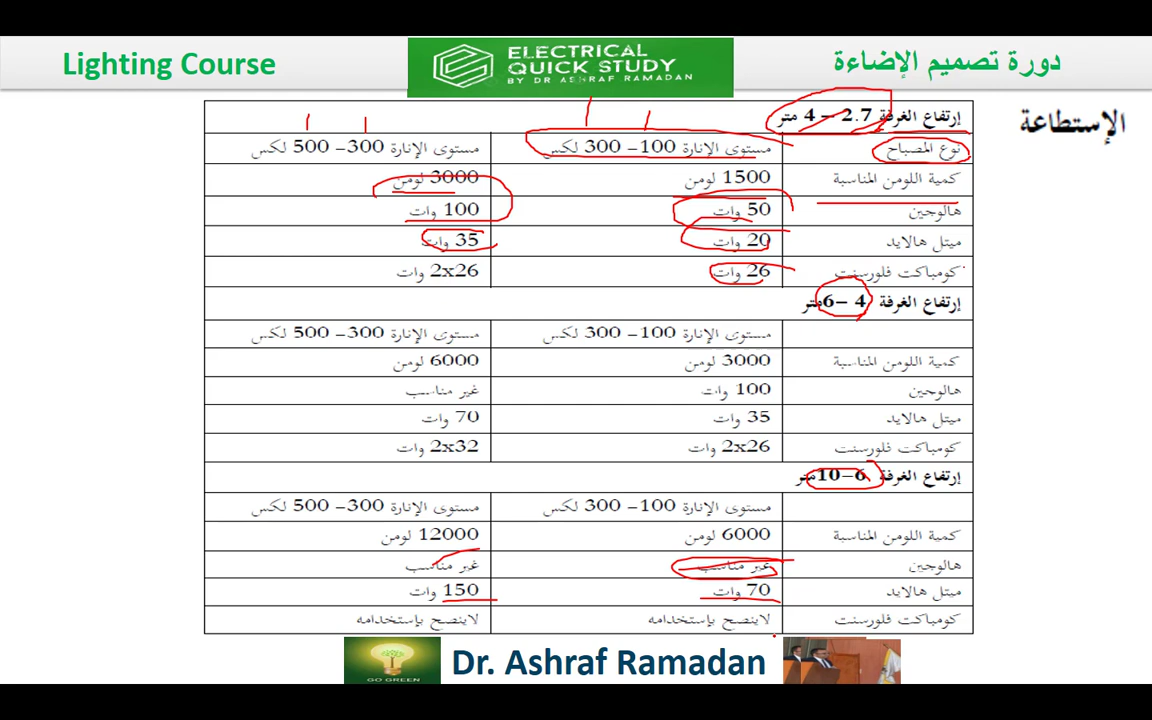 Lighting Course
ELECTRICAL
QUICK STUDY
BY DR ASHRAF RAMADAN
دورة تصميم الإضاءة
الإستطاعة
إرتفاع الغرفة 2.7 – 4 متر
نوع المصباح مستوى الإنارة 100– 300 لكس مستوى الإنارة 300– 500 لكس
كمية اللومن المناسبة 1500 لومن 3000 لومن
هالوجين 50 وات 100 وات
ميتل هالايد 20 وات 35 وات
كومباكت فلورسنت 26 وات 2x26 وات
إرتفاع الغرفة 4 –6متر
مستوى الإنارة 100– 300 لكس مستوى الإنارة 300– 500 لكس
كمية اللومن المناسبة 3000 لومن 6000 لومن
هالوجين 100 وات غير مناسب
ميتل هالايد 35 وات 70 وات
كومباكت فلورسنت 2x26 وات 2x32 وات
إرتفاع الغرفة 6–10متر
مستوى الإنارة 100– 300 لكس مستوى الإنارة 300– 500 لكس
كمية اللومن المناسبة 6000 لومن 12000 لومن
هالوجين غير مناسب غير مناسب
ميتل هالايد 70 وات 150 وات
كومباكت فلورسنت لاينصح بإستخدامه لاينصح بإستخدامه
GO GREEN
Dr. Ashraf Ramadan